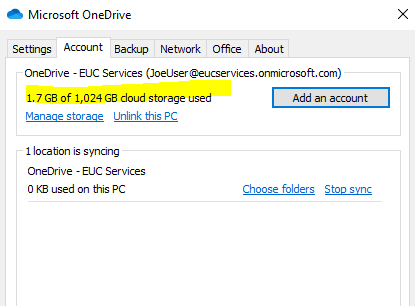 Microsoft OneDrive
Settings Account Backup Network Office About
OneDrive - EUC Services (JoeUser@eucservices.onmicrosoft.com)
1.7 GB of 1,024 GB cloud storage used Add an account
Manage storage Unlink this PC
1 location is syncing
OneDrive - EUC Services
0 KB used on this PC Choose folders Stop sync